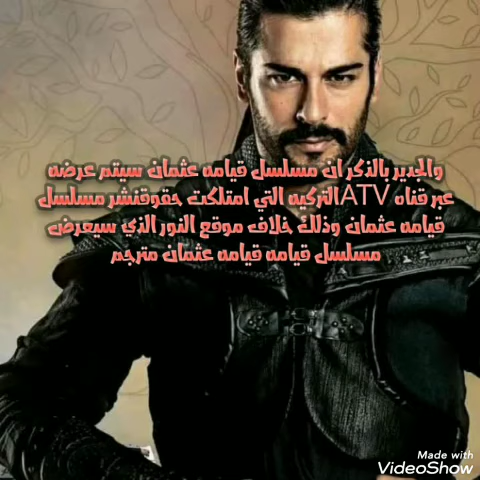 والجدير بالذكر ان مسلسل قيامه عثمان سيتم عرضه
عبر قناه ATV التركيه التي امتلكت حقوقنشر مسلسل
قيامه عثمان وذلك خلاف موقع النور الذي سيعرض
مسلسل قيامه قيامه عثمان مترجم
Made with
VideoShow